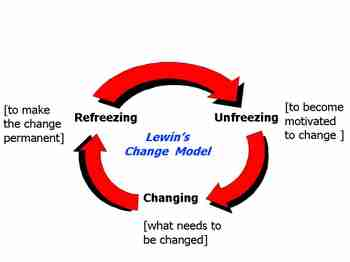 [to make
the change
permanent]
Refreezing
Unfreezing
[to become
motivated
to change ]
Lewin's
Change Model
Changing
[what needs to
be changed]